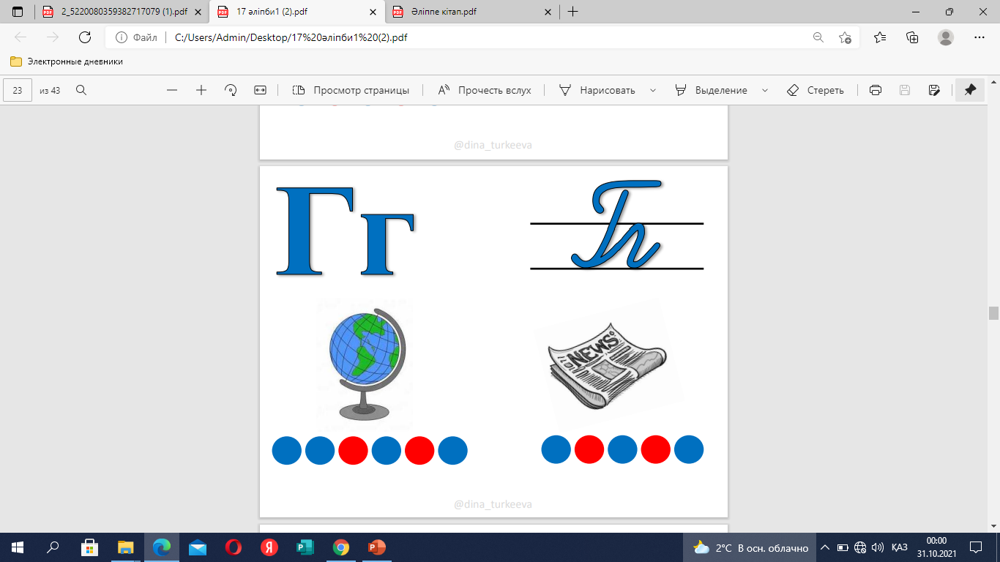 2_5220080359382717079 (1).pdf
17 әліпби1 (2).pdf
Әліппе кітап.pdf
Файл C:/Users/Admin/Desktop/17%20әліпби1%20(2).pdf
Электронные дневники
23 из 43 Просмотр страницы Прочесть вслух Нарисовать Выделение Стереть
@dina_turkeeva
Гг Гг
NEWS
@dina_turkeeva
2°C В осн. облачно ҚАЗ 00:00
31.10.2021